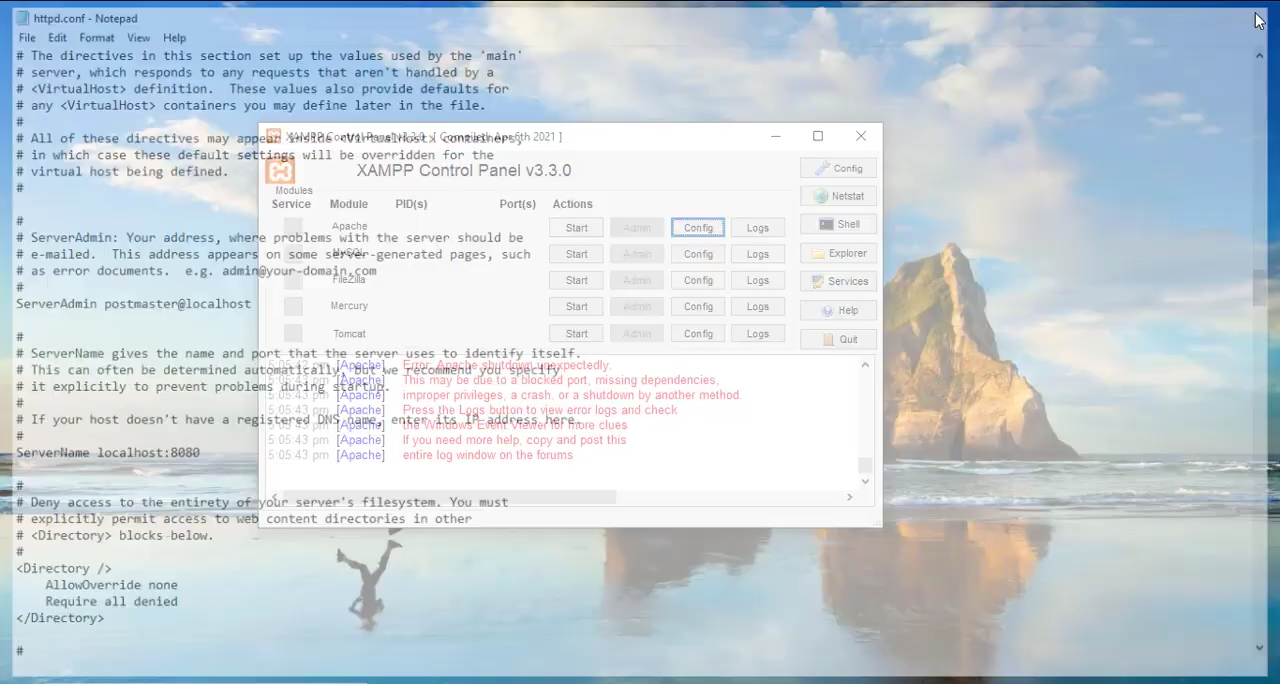 httpd.conf - Notepad
File Edit Format View Help
# The directives in this section set up the values used by the 'main'
# server, which responds to any requests that aren't handled by a
# <VirtualHost> definition.  These values also provide defaults for
# any <VirtualHost> containers you may define later in the file.
#
# All of these directives may appear inside <VirtualHost> containers,
# in which case these default settings will be overridden for the
# virtual host being defined.
#
#
# ServerAdmin: Your address, where problems with the server should be
# e-mailed.  This address appears on some server-generated pages, such
# as error documents.  e.g. admin@your-domain.com
#
ServerAdmin postmaster@localhost
#
# ServerName gives the name and port that the server uses to identify itself.
# This can often be determined automatically, but we recommend you specify
# it explicitly to prevent problems during startup.
#
# If your host doesn't have a registered DNS name, enter its IP address here.
#
ServerName localhost:8080
#
# Deny access to the entirety of your server's filesystem. You must
# explicitly permit access to web content directories in other
# <Directory> blocks below.
#
<Directory />
    AllowOverride none
    Require all denied
</Directory>
#
XAMPP Control Panel v3.3.0 [ Compiled: Apr 6th 2021 ]
XAMPP Control Panel v3.3.0
Modules
Service Module PID(s) Port(s) Actions
Apache Start Admin Config Logs
MySQL Start Admin Config Logs
FileZilla Start Admin Config Logs
Mercury Start Admin Config Logs
Tomcat Start Admin Config Logs
Config
Netstat
Shell
Explorer
Services
Help
Quit
5:05:43 pm [Apache] Error: Apache shutdown unexpectedly.
5:05:43 pm [Apache] This may be due to a blocked port, missing dependencies,
5:05:43 pm [Apache] improper privileges, a crash, or a shutdown by another method.
5:05:43 pm [Apache] Press the Logs button to view error logs and check
5:05:43 pm [Apache] the Windows Event Viewer for more clues
5:05:43 pm [Apache] If you need more help, copy and post this
5:05:43 pm [Apache] entire log window on the forums